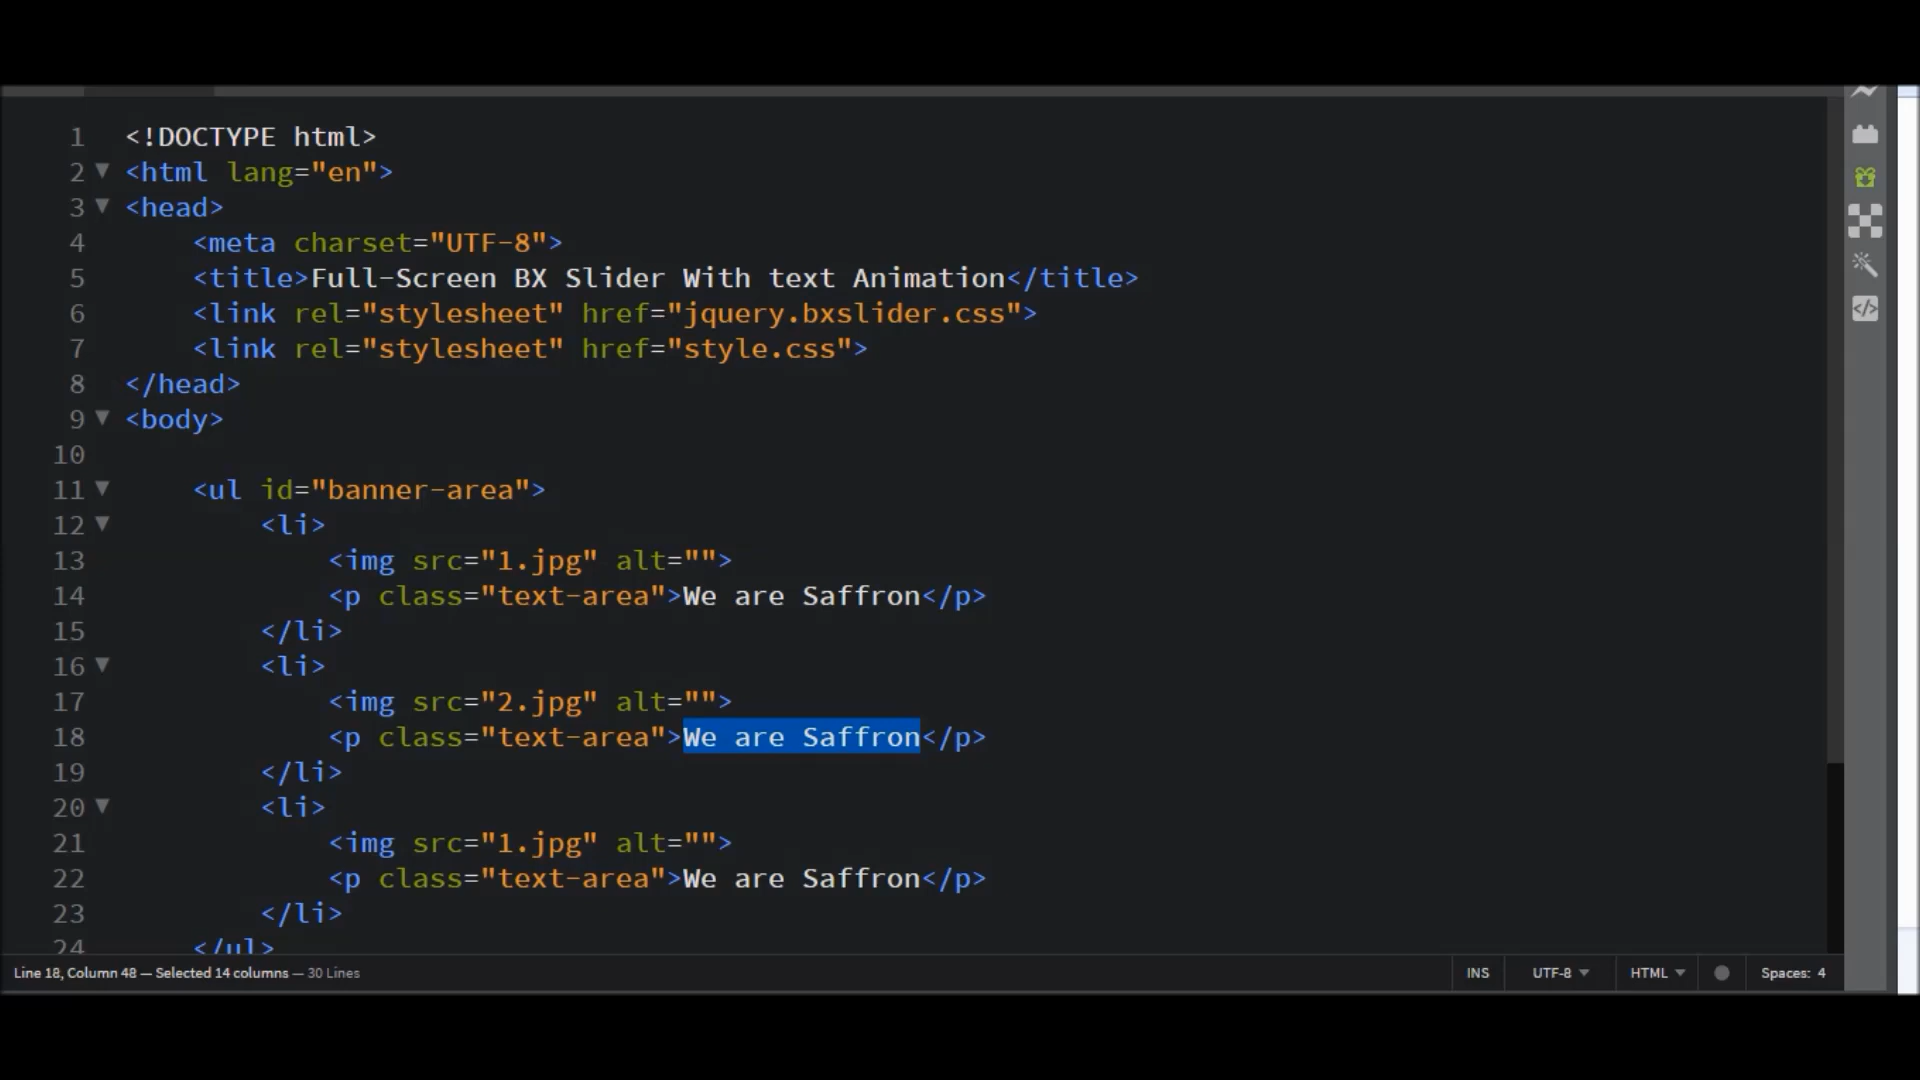 1 <!DOCTYPE html>
2 <html lang="en">
3 <head>
4 <meta charset="UTF-8">
5 <title>Full-Screen BX Slider With text Animation</title>
6 <link rel="stylesheet" href="jquery.bxslider.css">
7 <link rel="stylesheet" href="style.css">
8 </head>
9 <body>
10
11 <ul id="banner-area">
12 <li>
13 <img src="1.jpg" alt="">
14 <p class="text-area">We are Saffron</p>
15 </li>
16 <li>
17 <img src="2.jpg" alt="">
18 <p class="text-area">We are Saffron</p>
19 </li>
20 <li>
21 <img src="1.jpg" alt="">
22 <p class="text-area">We are Saffron</p>
23 </li>
24 </ul>
Line 18, Column 48 — Selected 14 columns — 30 Lines INS UTF-8 HTML Spaces: 4